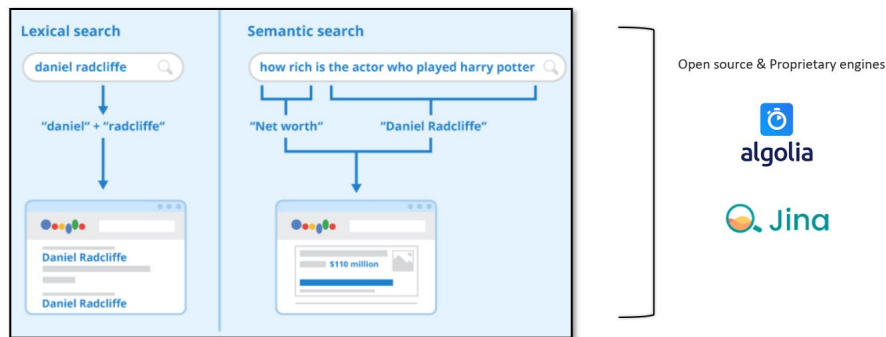 Lexical search
daniel radcliffe
"daniel" + "radcliffe"
Daniel Radcliffe
Daniel Radcliffe
Semantic search
how rich is the actor who played harry potter
"Net worth" "Daniel Radcliffe"
$110 million
Open source & Proprietary engines
algolia
Jina